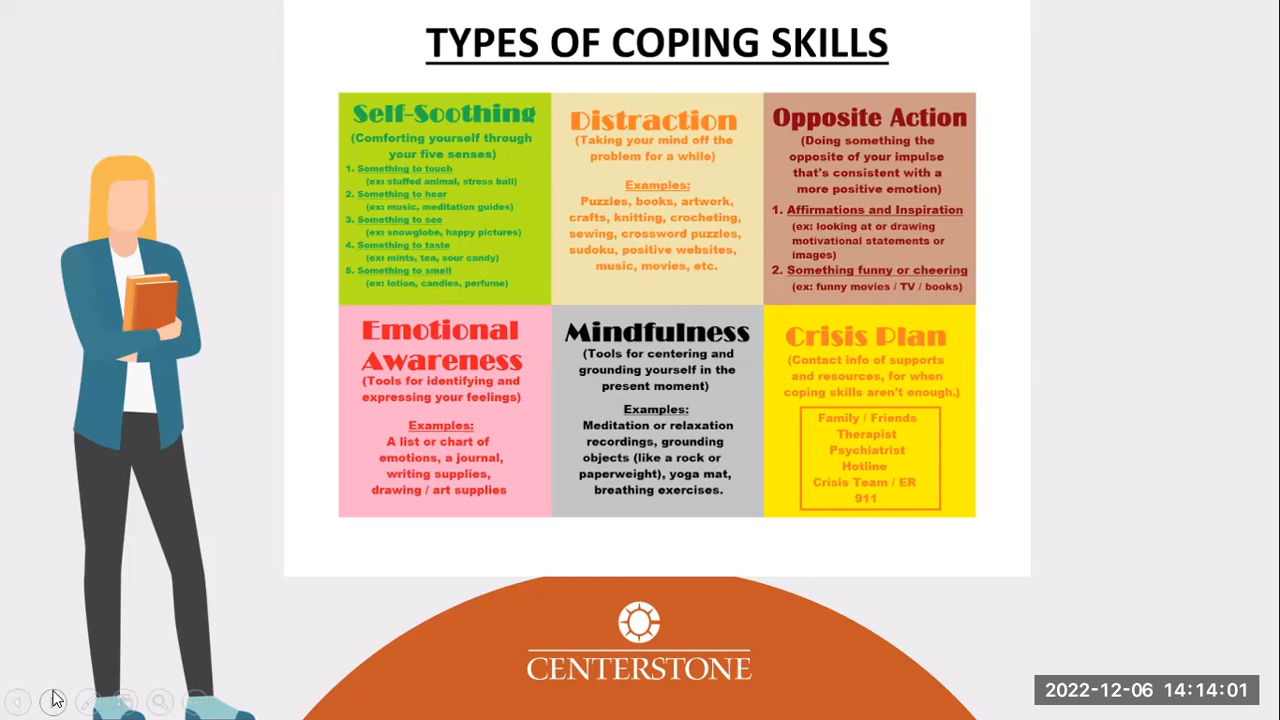 TYPES OF COPING SKILLS
Self-Soothing
(Comforting yourself through
your five senses)
1. Something to touch
(ex: stuffed animal, stress ball)
2. Something to hear
(ex: music, meditation guides)
3. Something to see
(ex: snowglobe, happy pictures)
4. Something to taste
(ex: mints, tea, sour candy)
5. Something to smell
(ex: lotion, candles, perfume)
Distraction
(Taking your mind off the
problem for a while)
Examples:
Puzzles, books, artwork,
crafts, knitting, crocheting,
sewing, crossword puzzles,
sudoku, positive websites,
music, movies, etc.
Opposite Action
(Doing something the
opposite of your impulse
that's consistent with a
more positive emotion)
1. Affirmations and Inspiration
(ex: looking at or drawing
motivational statements or
images)
2. Something funny or cheering
(ex: funny movies / TV / books)
Emotional
Awareness
(Tools for identifying and
expressing your feelings)
Examples:
A list or chart of
emotions, a journal,
writing supplies,
drawing / art supplies
Mindfulness
(Tools for centering and
grounding yourself in the
present moment)
Examples:
Meditation or relaxation
recordings, grounding
objects (like a rock or
paperweight), yoga mat,
breathing exercises.
Crisis Plan
(Contact info of supports
and resources, for when
coping skills aren't enough.)
Family / Friends
Therapist
Psychiatrist
Hotline
Crisis Team / ER
911
CENTERSTONE
2022-12-06 14:14:01